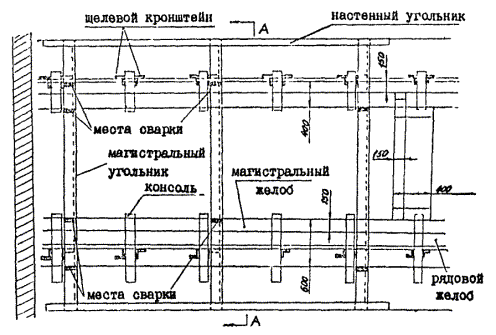 щелевой кронштейн
А
настенный угольник
150
места сварки
400
магистральный
угольник
150
консоль
магистральный
желоб
400
150
рядовой
желоб
места сварки
600
А